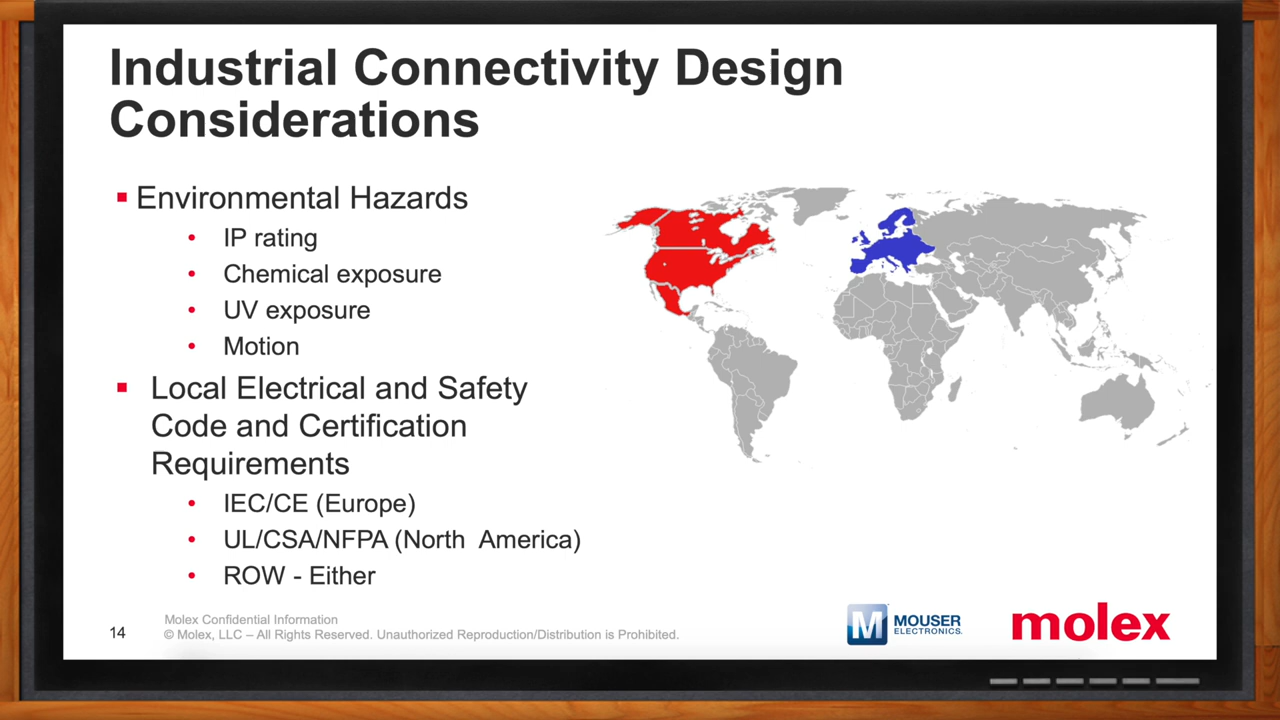 Industrial Connectivity Design
Considerations
Environmental Hazards
IP rating
Chemical exposure
UV exposure
Motion
Local Electrical and Safety
Code and Certification
Requirements
IEC/CE (Europe)
UL/CSA/NFPA (North  America)
ROW - Either
14
Molex Confidential Information
© Molex, LLC – All Rights Reserved. Unauthorized Reproduction/Distribution is Prohibited.
M
MOUSER
ELECTRONICS.
molex